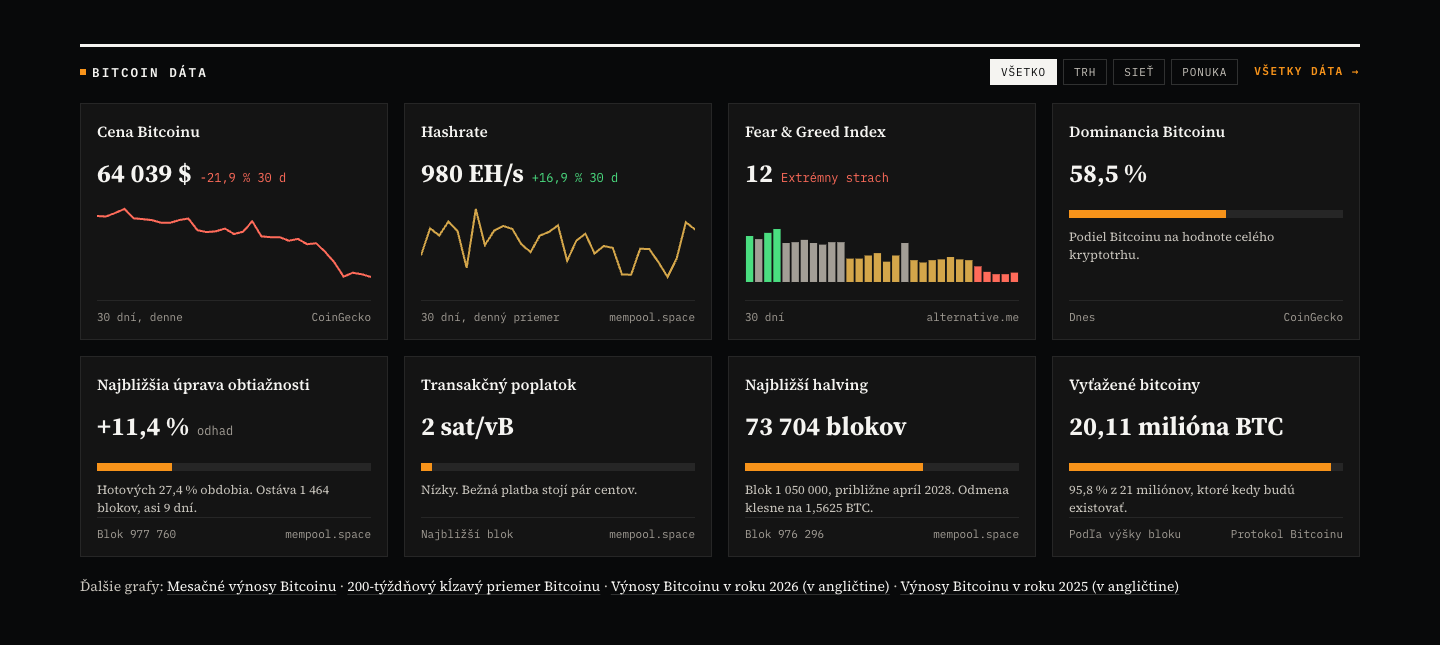 BITCOIN DÁTA
VŠETKO
TRH
SIEŤ
PONUKA
VŠETKY DÁTA →
Cena Bitcoinu
64 039 $ -21,9 % 30 d
30 dní, denne
CoinGecko
Hashrate
980 EH/s +16,9 % 30 d
30 dní, denný priemer
mempool.space
Fear & Greed Index
12 Extrémny strach
30 dní
alternative.me
Dominancia Bitcoinu
58,5 %
Podiel Bitcoinu na hodnote celého
kryptotrhu.
Dnes
CoinGecko
Najbližšia úprava obtiažnosti
+11,4 % odhad
Hotových 27,4 % obdobia. Ostáva 1 464
blokov, asi 9 dní.
Blok 977 760
mempool.space
Transakčný poplatok
2 sat/vB
Nízky. Bežná platba stojí pár centov.
Najbližší blok
mempool.space
Najbližší halving
73 704 blokov
Blok 1 050 000, približne apríl 2028. Odmena
klesne na 1,5625 BTC.
Blok 976 296
mempool.space
Vyťažené bitcoiny
20,11 milióna BTC
95,8 % z 21 miliónov, ktoré kedy budú
existovať.
Podľa výšky bloku
Protokol Bitcoinu
Ďalšie grafy: Mesačné výnosy Bitcoinu · 200-týždňový kĺzavý priemer Bitcoinu · Výnosy Bitcoinu v roku 2026 (v angličtine) · Výnosy Bitcoinu v roku 2025 (v angličtine)